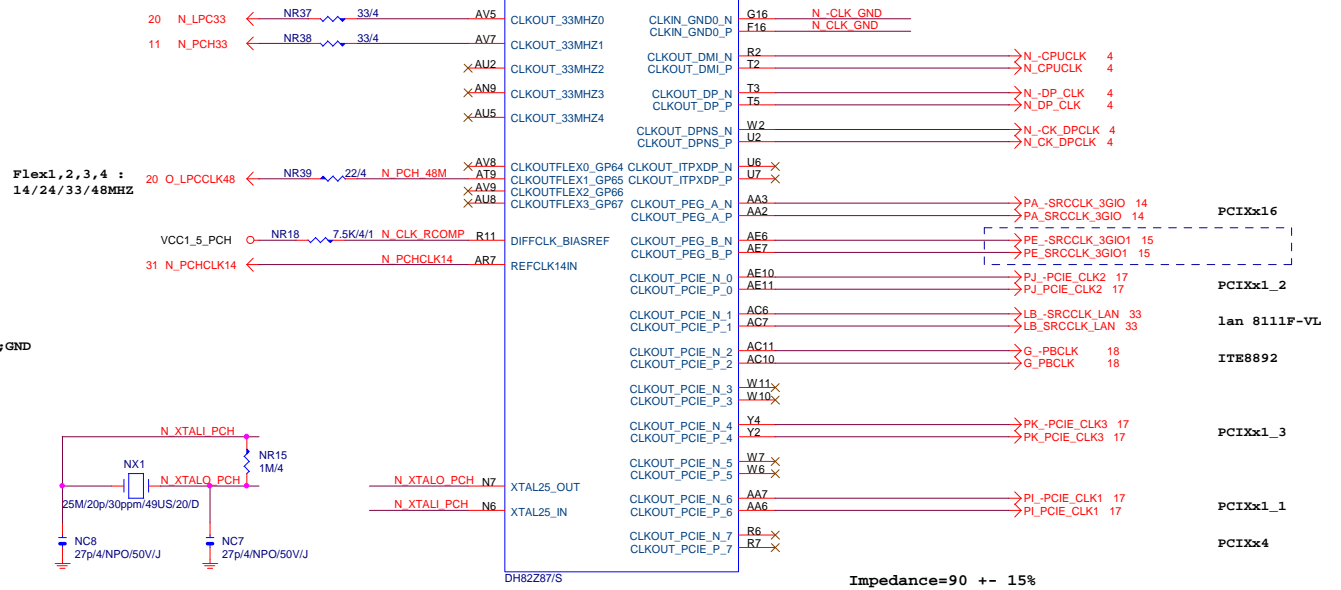 20 N_LPC33 NR37 33/4 AV5 CLKOUT_33MHZ0 CLKIN_GND0_N G16 N_-CLK_GND
CLKIN_GND0_P F16 N_CLK_GND
11 N_PCH33 NR38 33/4 AV7 CLKOUT_33MHZ1
CLKOUT_DMI_N R2 N_-CPUCLK 4
AU2 CLKOUT_33MHZ2 CLKOUT_DMI_P T2 N_CPUCLK 4
AN9 CLKOUT_33MHZ3 CLKOUT_DP_N T3 N_-DP_CLK 4
CLKOUT_DP_P T5 N_DP_CLK 4
AU5 CLKOUT_33MHZ4
CLKOUT_DPNS_N W2 N_-CK_DPCLK 4
CLKOUT_DPNS_P U2 N_CK_DPCLK 4
AV8 CLKOUTFLEX0_GP64 CLKOUT_ITPXDP_N U6
Flex1,2,3,4 :
14/24/33/48MHZ
20 O_LPCCLK48 NR39 22/4 N_PCH_48M AT9 CLKOUTFLEX1_GP65 CLKOUT_ITPXDP_P U7
AV9 CLKOUTFLEX2_GP66
AU8 CLKOUTFLEX3_GP67 CLKOUT_PEG_A_N AA3 PA_-SRCCLK_3GIO 14
CLKOUT_PEG_A_P AA2 PA_SRCCLK_3GIO 14 PCIXx16
VCC1_5_PCH NR18 7.5K/4/1 N_CLK_RCOMP R11 DIFFCLK_BIASREF CLKOUT_PEG_B_N AE6 PE_-SRCCLK_3GIO1 15
CLKOUT_PEG_B_P AE7 PE_SRCCLK_3GIO1 15
31 N_PCHCLK14 N_PCHCLK14 AR7 REFCLK14IN
CLKOUT_PCIE_N_0 AE10 PJ_-PCIE_CLK2 17
CLKOUT_PCIE_P_0 AE11 PJ_PCIE_CLK2 17 PCIXx1_2
CLKOUT_PCIE_N_1 AC6 LB_-SRCCLK_LAN 33
CLKOUT_PCIE_P_1 AC7 LB_SRCCLK_LAN 33 lan 8111F-VL
;GND
CLKOUT_PCIE_N_2 AC11 G_-PBCLK 18
CLKOUT_PCIE_P_2 AC10 G_PBCLK 18 ITE8892
CLKOUT_PCIE_N_3 W11
CLKOUT_PCIE_P_3 W10
CLKOUT_PCIE_N_4 Y4 PK_-PCIE_CLK3 17
CLKOUT_PCIE_P_4 Y2 PK_PCIE_CLK3 17 PCIXx1_3
N_XTALI_PCH
NR15
1M/4
NX1 N_XTALO_PCH
25M/20p/30ppm/49US/20/D
CLKOUT_PCIE_N_5 W7
CLKOUT_PCIE_P_5 W6
N_XTALO_PCH N7 XTAL25_OUT
CLKOUT_PCIE_N_6 AA7 PI_-PCIE_CLK1 17
N_XTALI_PCH N6 XTAL25_IN CLKOUT_PCIE_P_6 AA6 PI_PCIE_CLK1 17 PCIXx1_1
CLKOUT_PCIE_N_7 R6
CLKOUT_PCIE_P_7 R7 PCIXx4
NC8
27p/4/NPO/50V/J
NC7
27p/4/NPO/50V/J
DH82Z87/S
Impedance=90 +- 15%